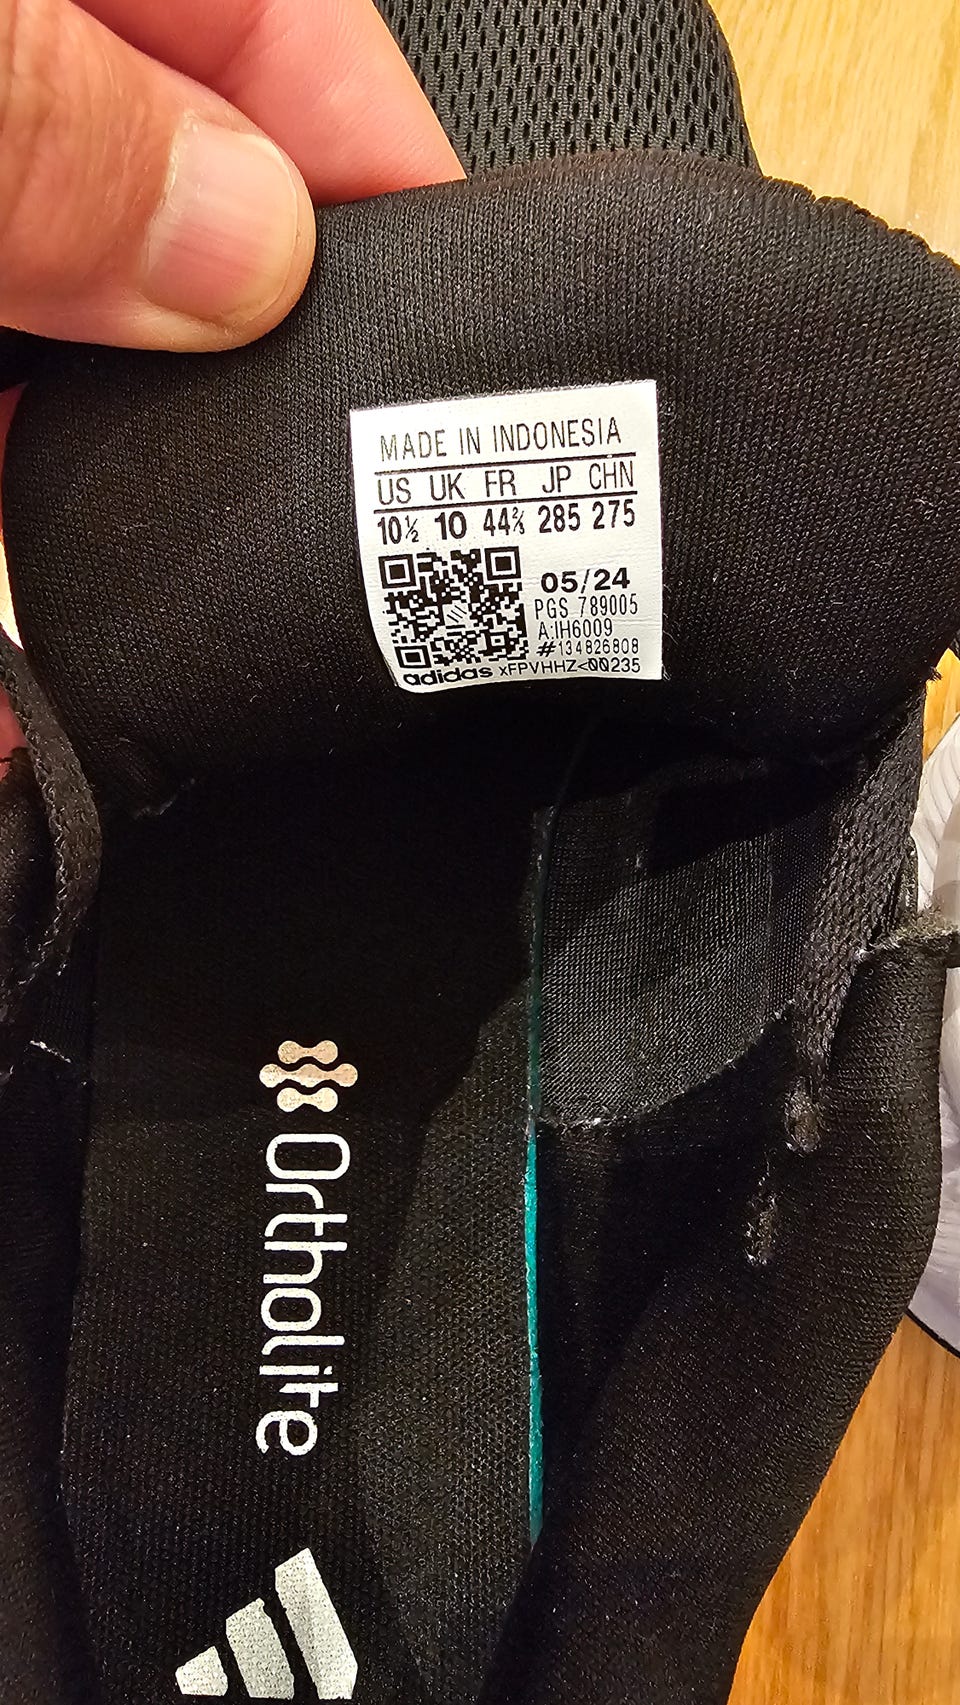 MADE IN INDONESIA
US UK FR JP CHN
10½ 10 44⅔ 285 275
05/24
PGS 789005
A:IH6009
#134826808
adidas xFPVHHZ<00235
Ortholite